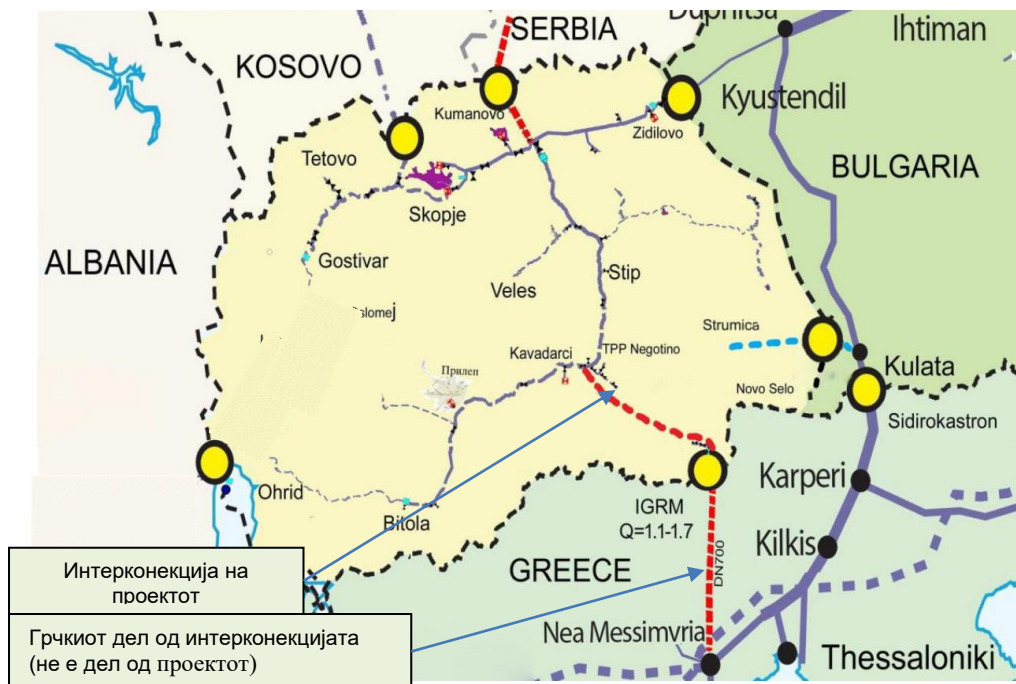 Dupnitsa
Ihtiman
SERBIA
KOSOVO
Kyustendil
Kumanovo
Zidilovo
Tetovo
BULGARIA
Skopje
ALBANIA
Gostivar
Stip
Veles
slomej
Strumica
Kavadarci
TPP Negotino
Kulata
Прилеп
Novo Selo
Sidirokastron
Karperi
Ohrid
IGRM
Q=1.1-1.7
Bitola
Kilkis
GREECE
DN700
Интерконекција на
проектот
Грчкиот дел од интерконекцијата
(не е дел од проектот)
Nea Messimvria
Thessaloniki